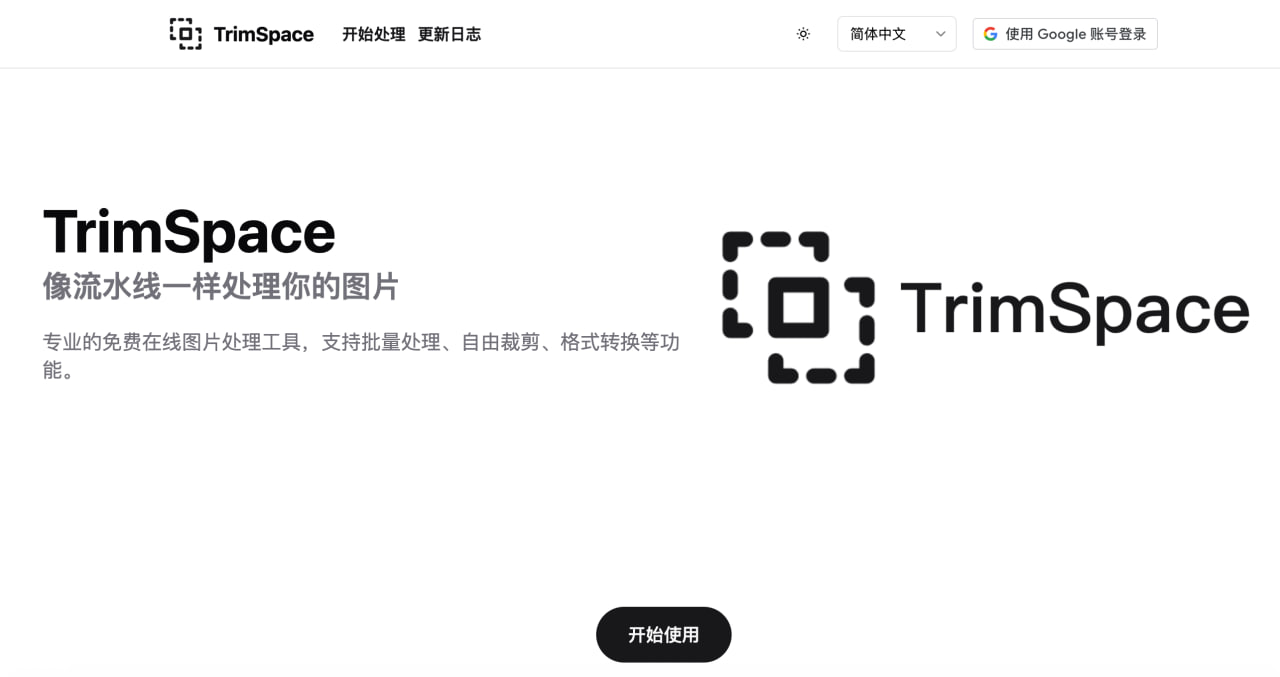 TrimSpace 开始处理 更新日志 简体中文 使用 Google 账号登录
TrimSpace
像流水线一样处理你的图片
专业的免费在线图片处理工具，支持批量处理、自由裁剪、格式转换等功
能。
TrimSpace
开始使用